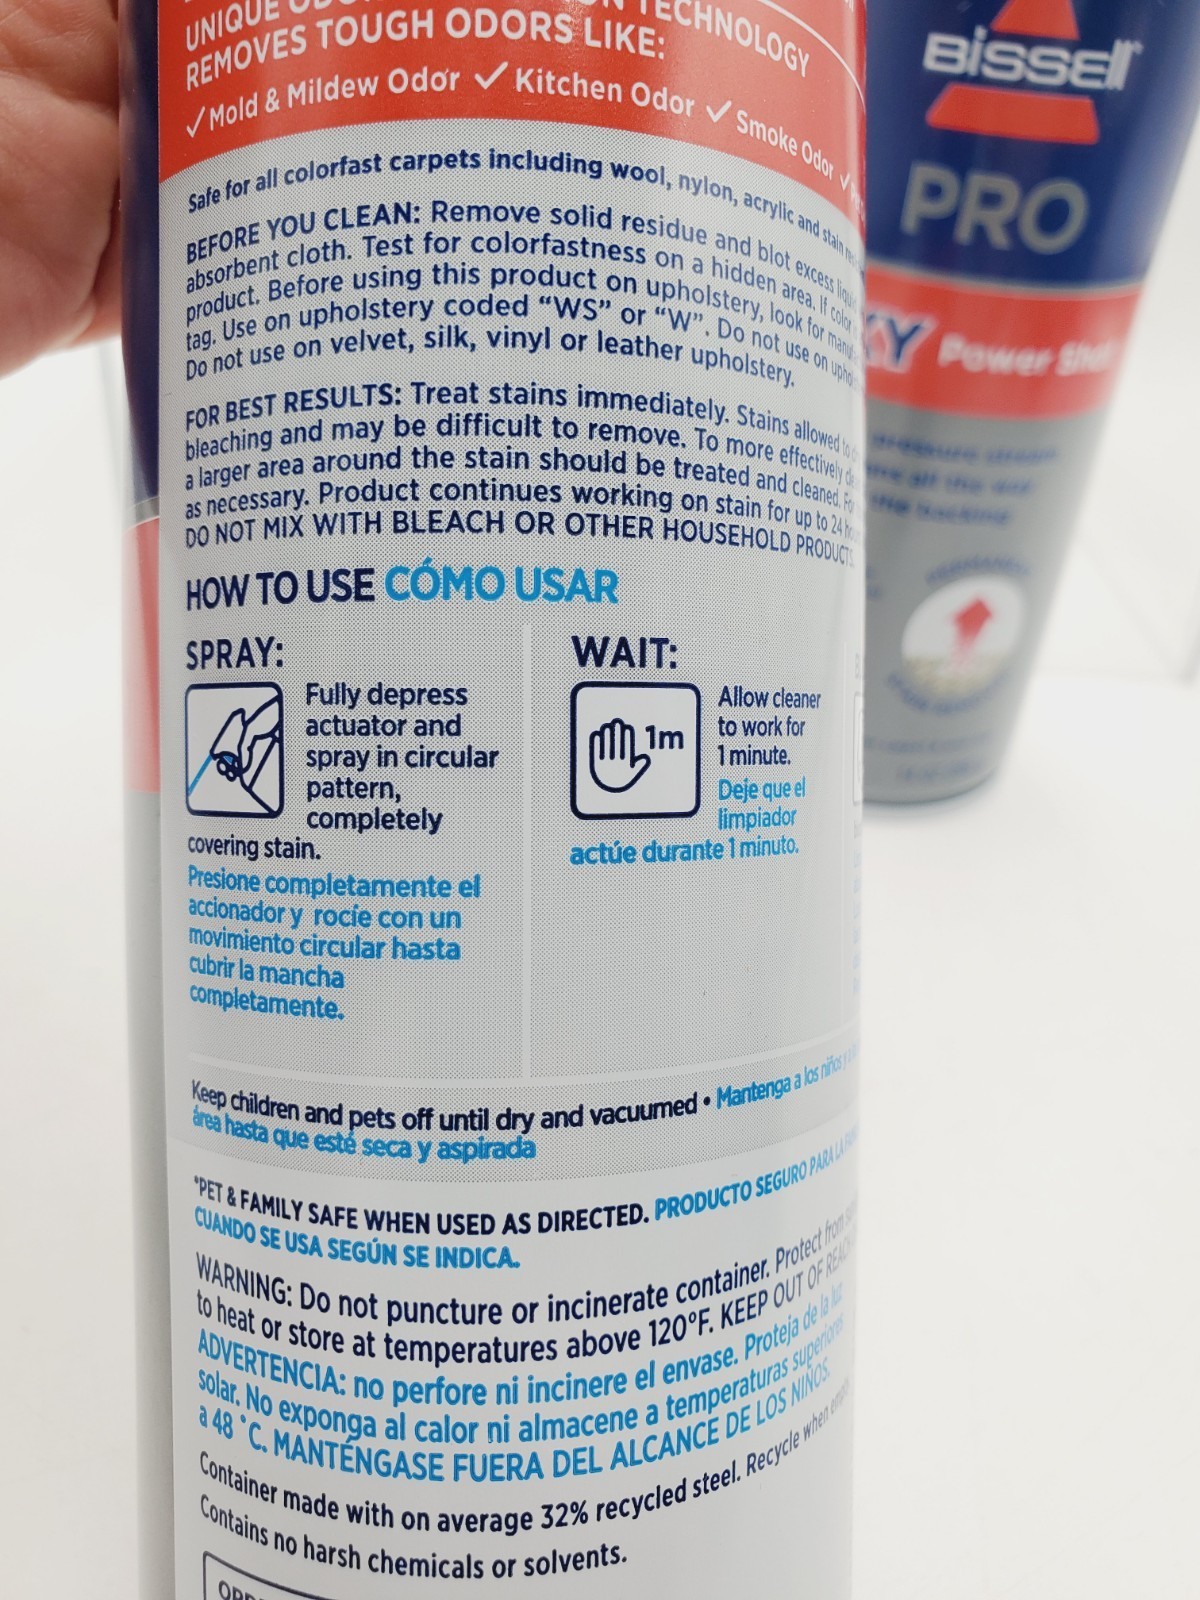 UNIQUE TECHNOLOGY
REMOVES TOUGH ODORS LIKE:
✓ Mold & Mildew Odor ✓ Kitchen Odor ✓ Smoke Odor ✓
Safe for all colorfast carpets including wool, nylon, acrylic and stain
BEFORE YOU CLEAN: Remove solid residue and blot excess
absorbent cloth. Test for colorfastness on a hidden area. If color
product. Before using this product on upholstery, look for
tag. Use on upholstery coded “WS” or “W”. Do not use on
Do not use on velvet, silk, vinyl or leather upholstery.
FOR BEST RESULTS: Treat stains immediately. Stains allowed to
bleaching and may be difficult to remove. To more effectively
a larger area around the stain should be treated and cleaned. For
as necessary. Product continues working on stain for up to 24
DO NOT MIX WITH BLEACH OR OTHER HOUSEHOLD
HOW TO USE CÓMO USAR
SPRAY:
Fully depress
actuator and
spray in circular
pattern,
completely
covering stain.
Presione completamente el
accionador y rocíe con un
movimiento circular hasta
cubrir la mancha
completamente.
WAIT:
1m
Allow cleaner
to work for
1 minute.
Deje que el
limpiador
actúe durante 1 minuto.
Keep children and pets off until dry and vacuumed • Mantenga a los niños y
área hasta que esté seca y aspirada
*PET & FAMILY SAFE WHEN USED AS DIRECTED. PRODUCTO SEGURO PARA LA
CUANDO SE USA SEGÚN SE INDICA.
WARNING: Do not puncture or incinerate container. Protect from
to heat or store at temperatures above 120°F. KEEP OUT OF
ADVERTENCIA: no perfore ni incinere el envase. Proteja de la luz
solar. No exponga al calor ni almacene a temperaturas superiores
a 48 °C. MANTÉNGASE FUERA DEL ALCANCE DE LOS NIÑOS.
Container made with on average 32% recycled steel. Recycle when
Contains no harsh chemicals or solvents.
BISSELL
PRO
Power